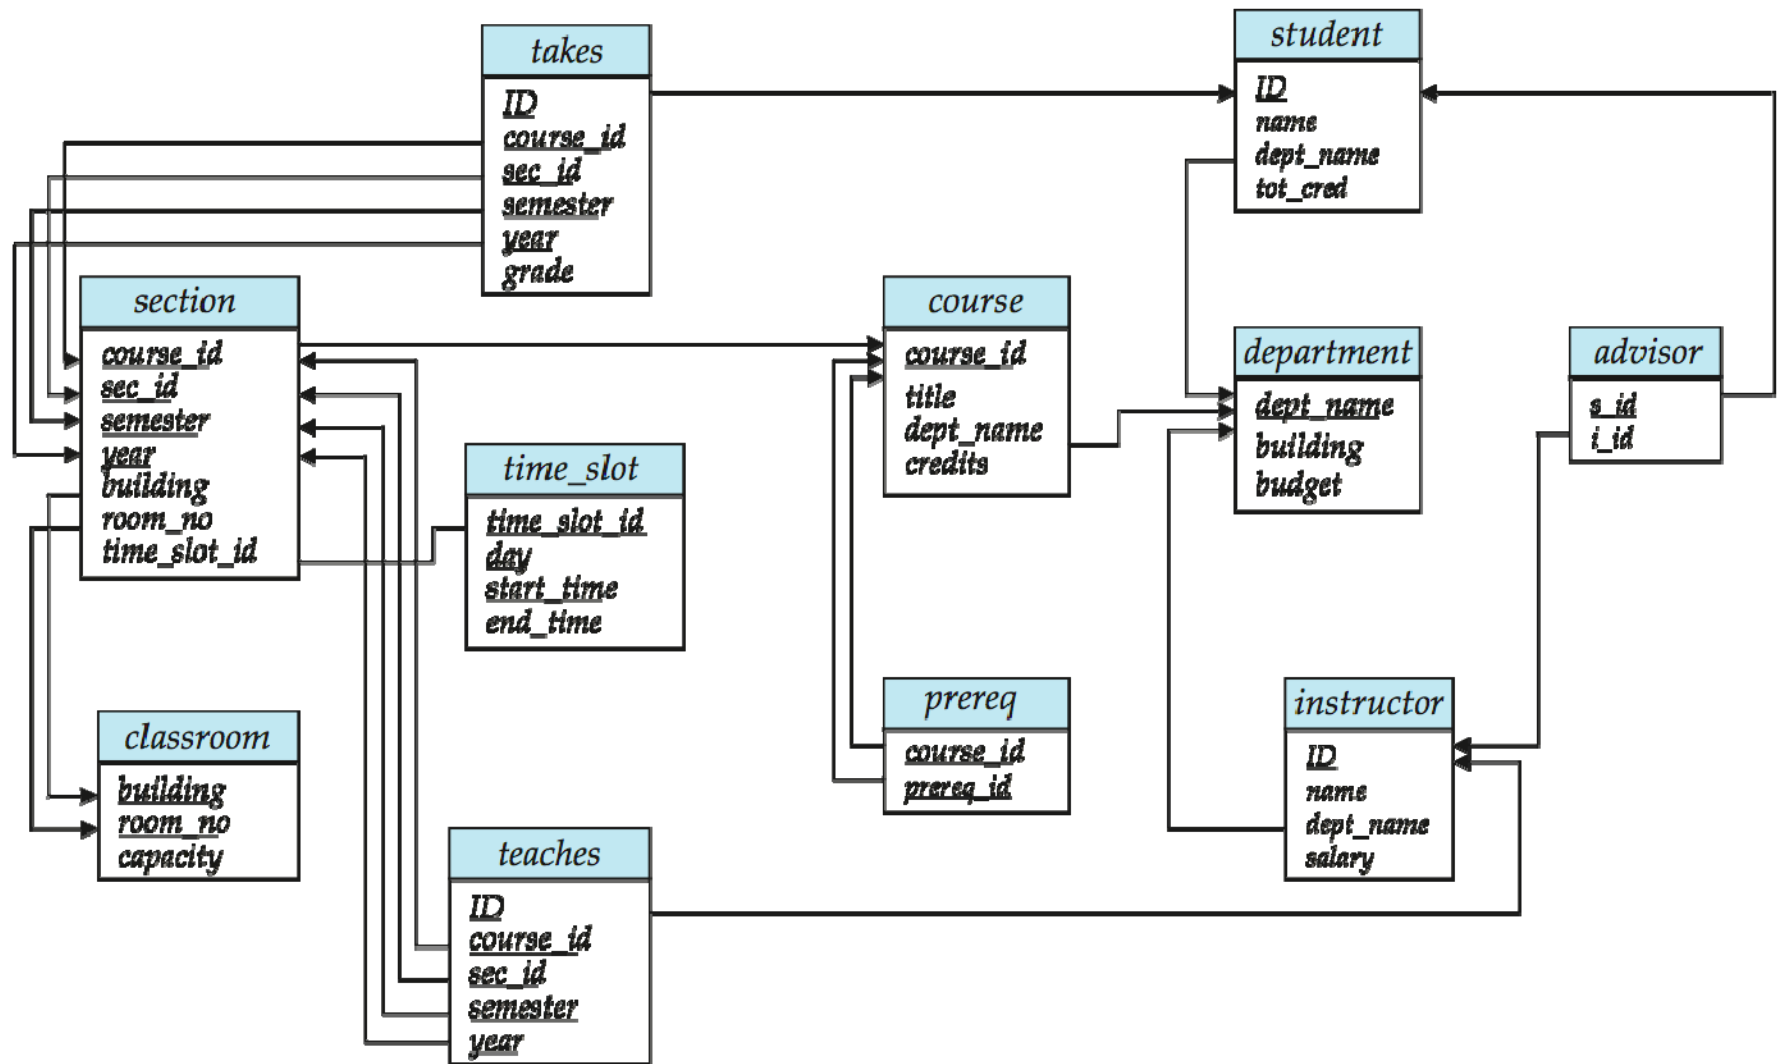 takes
ID
course_id
sec_id
semester
year
grade
student
ID
name
dept_name
tot_cred
section
course_id
sec_id
semester
year
building
room_no
time_slot_id
course
course_id
title
dept_name
credits
department
dept_name
building
budget
advisor
s_id
i_id
time_slot
time_slot_id
day
start_time
end_time
prereq
course_id
prereq_id
instructor
ID
name
dept_name
salary
classroom
building
room_no
capacity
teaches
ID
course_id
sec_id
semester
year